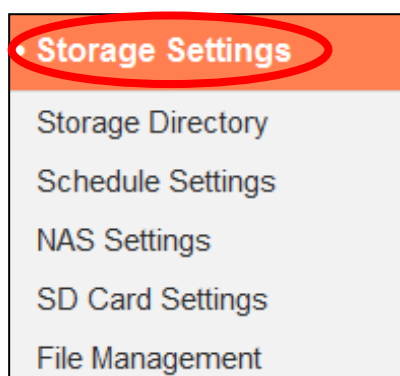 • Storage Settings
Storage Directory
Schedule Settings
NAS Settings
SD Card Settings
File Management